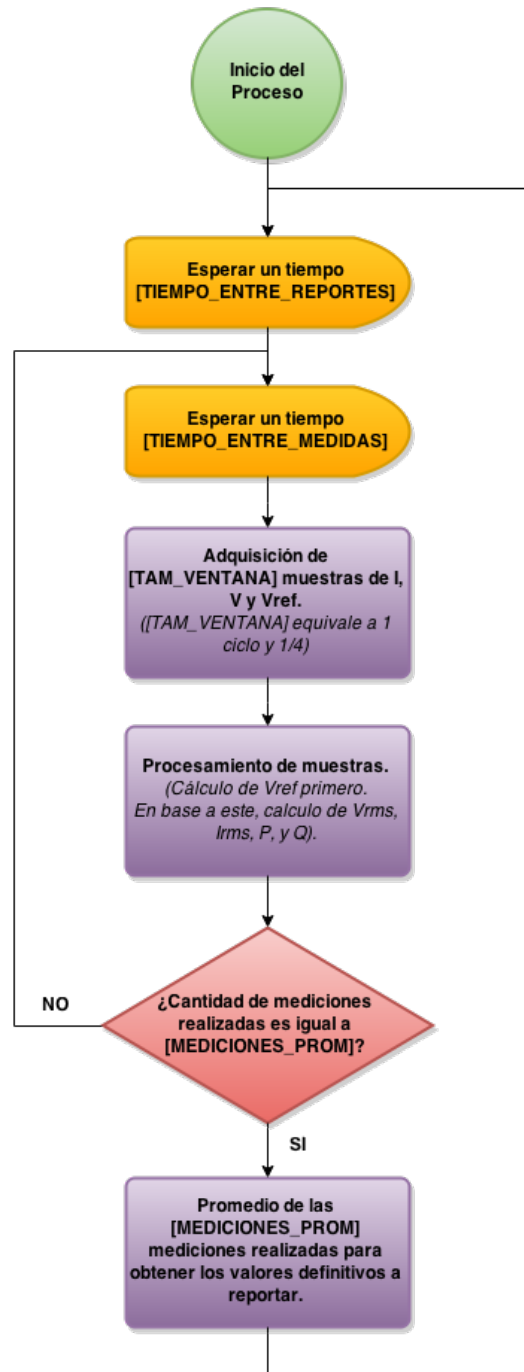 Inicio del
Proceso
Esperar un tiempo
[TIEMPO_ENTRE_REPORTES]
Esperar un tiempo
[TIEMPO_ENTRE_MEDIDAS]
Adquisición de
[TAM_VENTANA] muestras de I,
V y Vref.
([TAM_VENTANA] equivale a 1
ciclo y 1/4)
Procesamiento de muestras.
(Cálculo de Vref primero.
En base a este, calculo de Vrms,
Irms, P, y Q).
¿Cantidad de mediciones
realizadas es igual a
[MEDICIONES_PROM]?
NO
SI
Promedio de las
[MEDICIONES_PROM]
mediciones realizadas para
obtener los valores definitivos a
reportar.